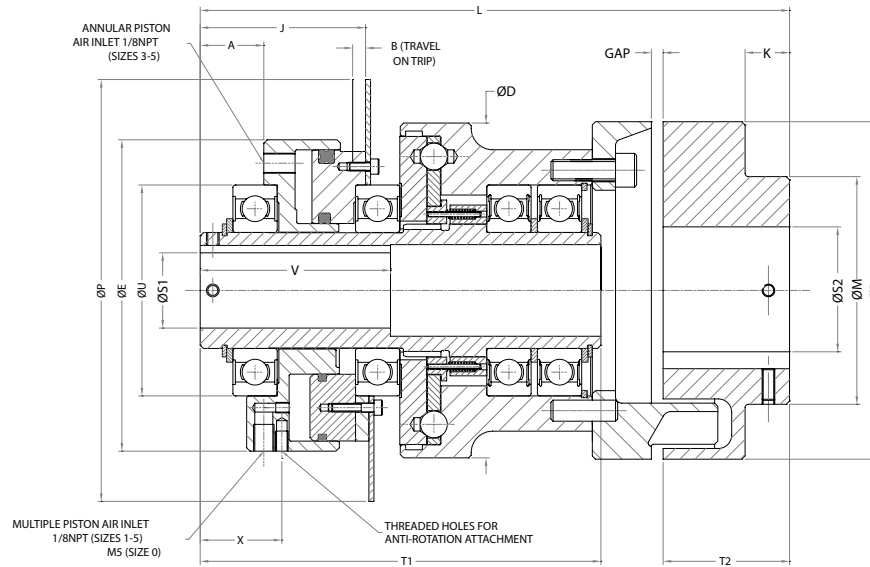 L
J
ANNULAR PISTON
AIR INLET 1/8NPT
(SIZES 3-5)
A
B (TRAVEL
ON TRIP)
GAP
K
ØD
ØP
ØE
ØU
ØS1
V
ØS2
ØM
MULTIPLE PISTON AIR INLET
1/8NPT (SIZES 1-5)
M5 (SIZE 0)
X
THREADED HOLES FOR
ANTI-ROTATION ATTACHMENT
T1
T2